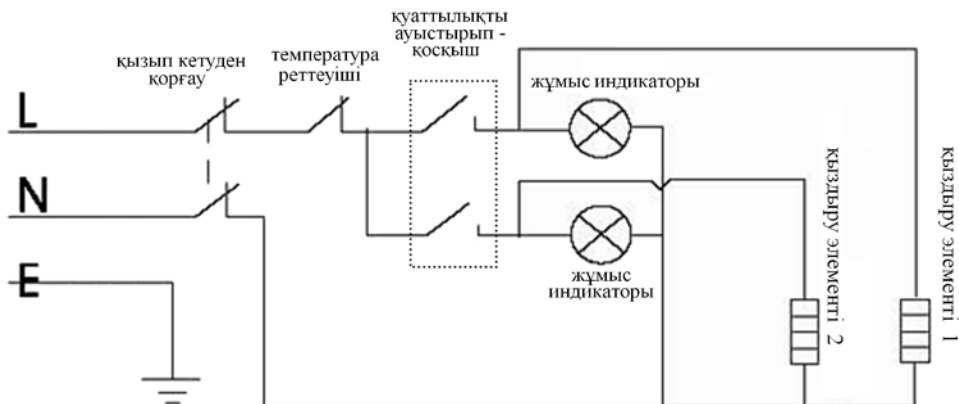 қуаттылықты
ауыстырып -
қосқыш
қызып кетуден
қорғау
температура
реттеуіші
жұмыс индикаторы
L
N
E
жұмыс
индикаторы
қыздыру элементі 2
қыздыру элементі 1